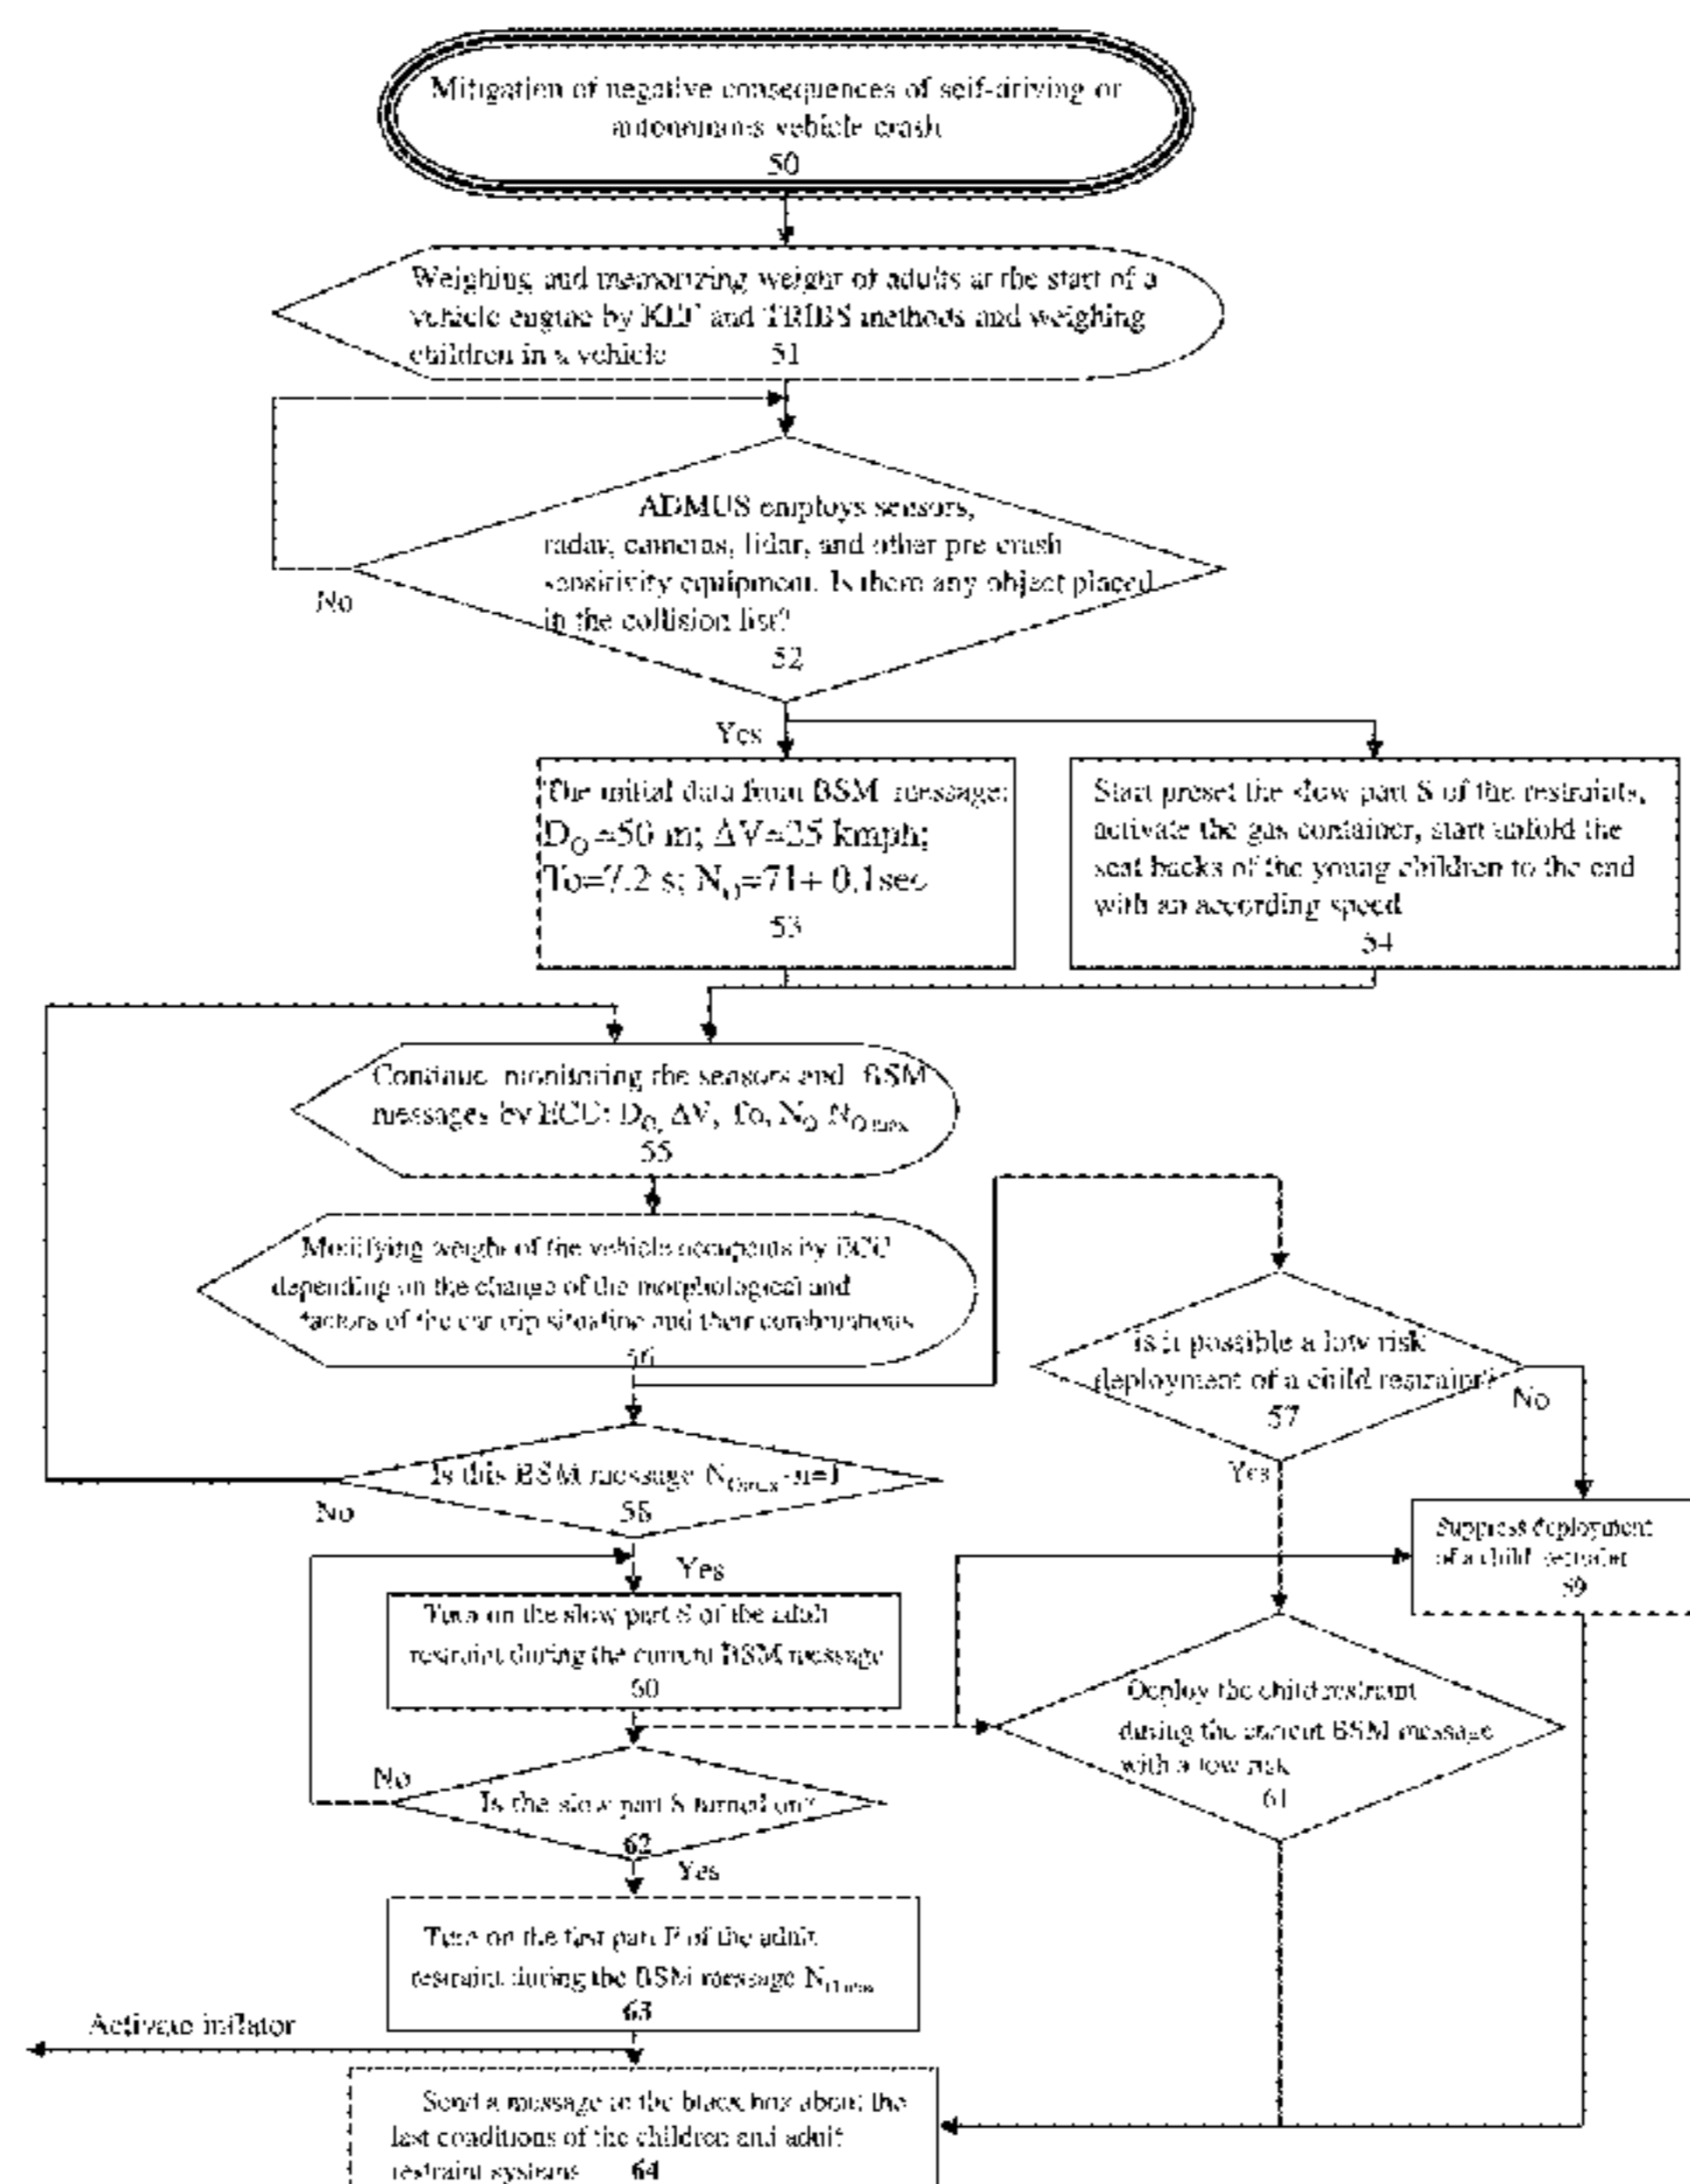 Mitigation of negative consequences of self-driving or
autonomous vehicle crash
50
Weighing and memorizing weight of adults at the start of a
vehicle engine by and methods and weighing
children in a vehicle 51
ADMUS employs sensors,
radar, cameras, lidar, and other pre crash
sensitivity equipment. Is there any object placed
in the collision list?
52
No
Yes
The initial data from BSM message:
D_O=50 m; ΔV=25 kmph;
To=7.2 s; N_O=71+ 0.1sec
53
Start preset the slow part S of the restraints,
activate the gas container, start unfold the
seat backs of the young children to the end
with an according speed
54
Continue monitoring the sensors and BSM
messages by ECU: D_O, ΔV, To, N_O N_Omax
55
Modifying weight of the vehicle occupants by ECU
depending on the change of the morphological and
factors of the car trip situation and their combinations
56
Is it possible a low risk
deployment of a child restraint?
57
No
Yes
Is this BSM message N_Omax-n=1
58
No
Yes
Suppress deployment
of a child restraint
59
Turn on the slow part S of the adult
restraint during the current BSM message
60
Deploy the child restraint
during the current BSM message
with a low risk
61
No
Is the slow part S turned on?
62
Yes
Turn on the fast part F of the adult
restraint during the BSM message N_Omax
63
Activate inflator
Send a message to the black box about the
last conditions of the children and adult
restraint systems 64